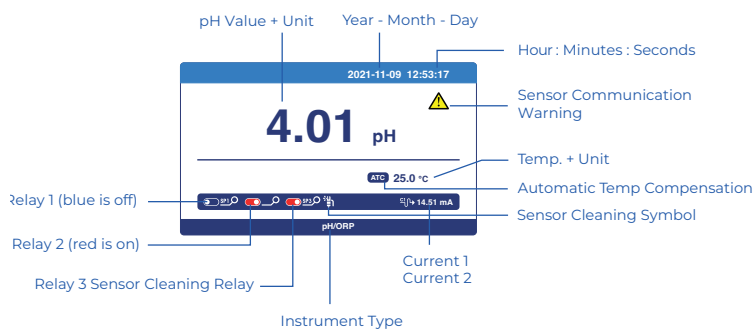 pH Value + Unit
Year - Month - Day
Hour : Minutes : Seconds
2021-11-09 12:53:17
Sensor Communication
Warning
4.01 pH
Temp. + Unit
ATC 25.0 °C
Automatic Temp Compensation
Relay 1 (blue is off)
SP1
SP2
14.51 mA
Sensor Cleaning Symbol
pH/ORP
Relay 2 (red is on)
Current 1
Current 2
Relay 3 Sensor Cleaning Relay
Instrument Type